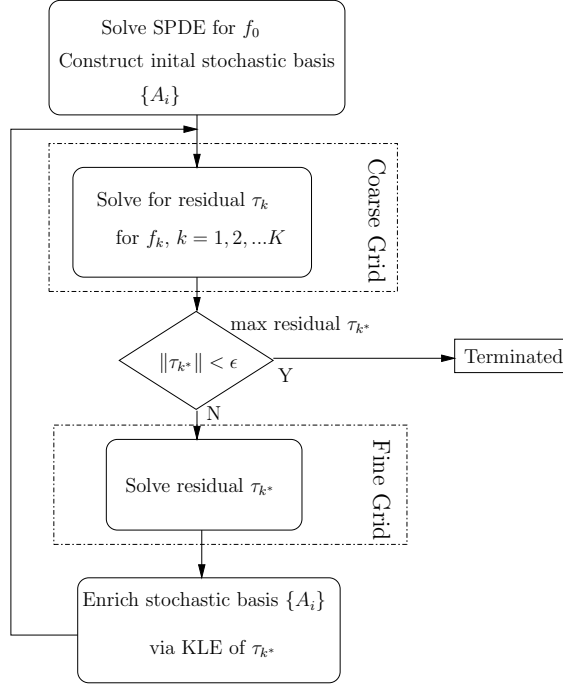 Solve SPDE for f₀
Construct inital stochastic basis
{Aᵢ}
Solve for residual τₖ
for fₖ, k = 1, 2, ...K
Coarse Grid
max residual τₖ*
‖τₖ*‖ < ϵ
Y
Terminated
N
Solve residual τₖ*
Fine Grid
Enrich stochastic basis {Aᵢ}
via KLE of τₖ*